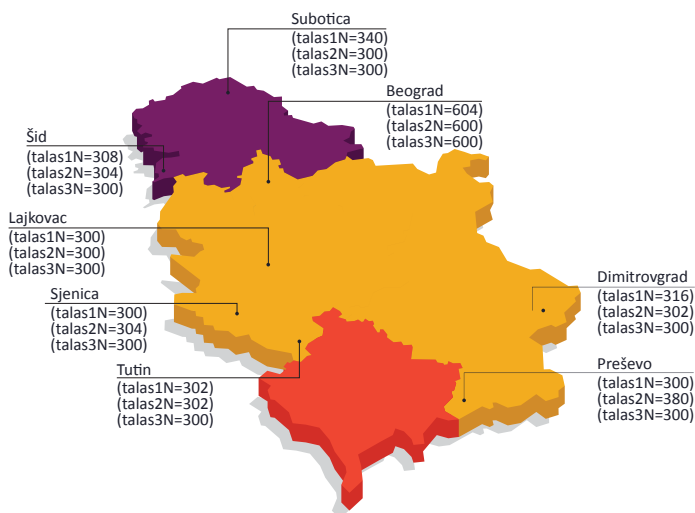 Subotica
(talas1N=340)
(talas2N=300)
(talas3N=300)
Beograd
(talas1N=604)
(talas2N=600)
(talas3N=600)
Šid
(talas1N=308)
(talas2N=304)
(talas3N=300)
Lajkovac
(talas1N=300)
(talas2N=300)
(talas3N=300)
Dimitrovgrad
(talas1N=316)
(talas2N=302)
(talas3N=300)
Sjenica
(talas1N=300)
(talas2N=304)
(talas3N=300)
Tutin
(talas1N=302)
(talas2N=302)
(talas3N=300)
Preševo
(talas1N=300)
(talas2N=380)
(talas3N=300)